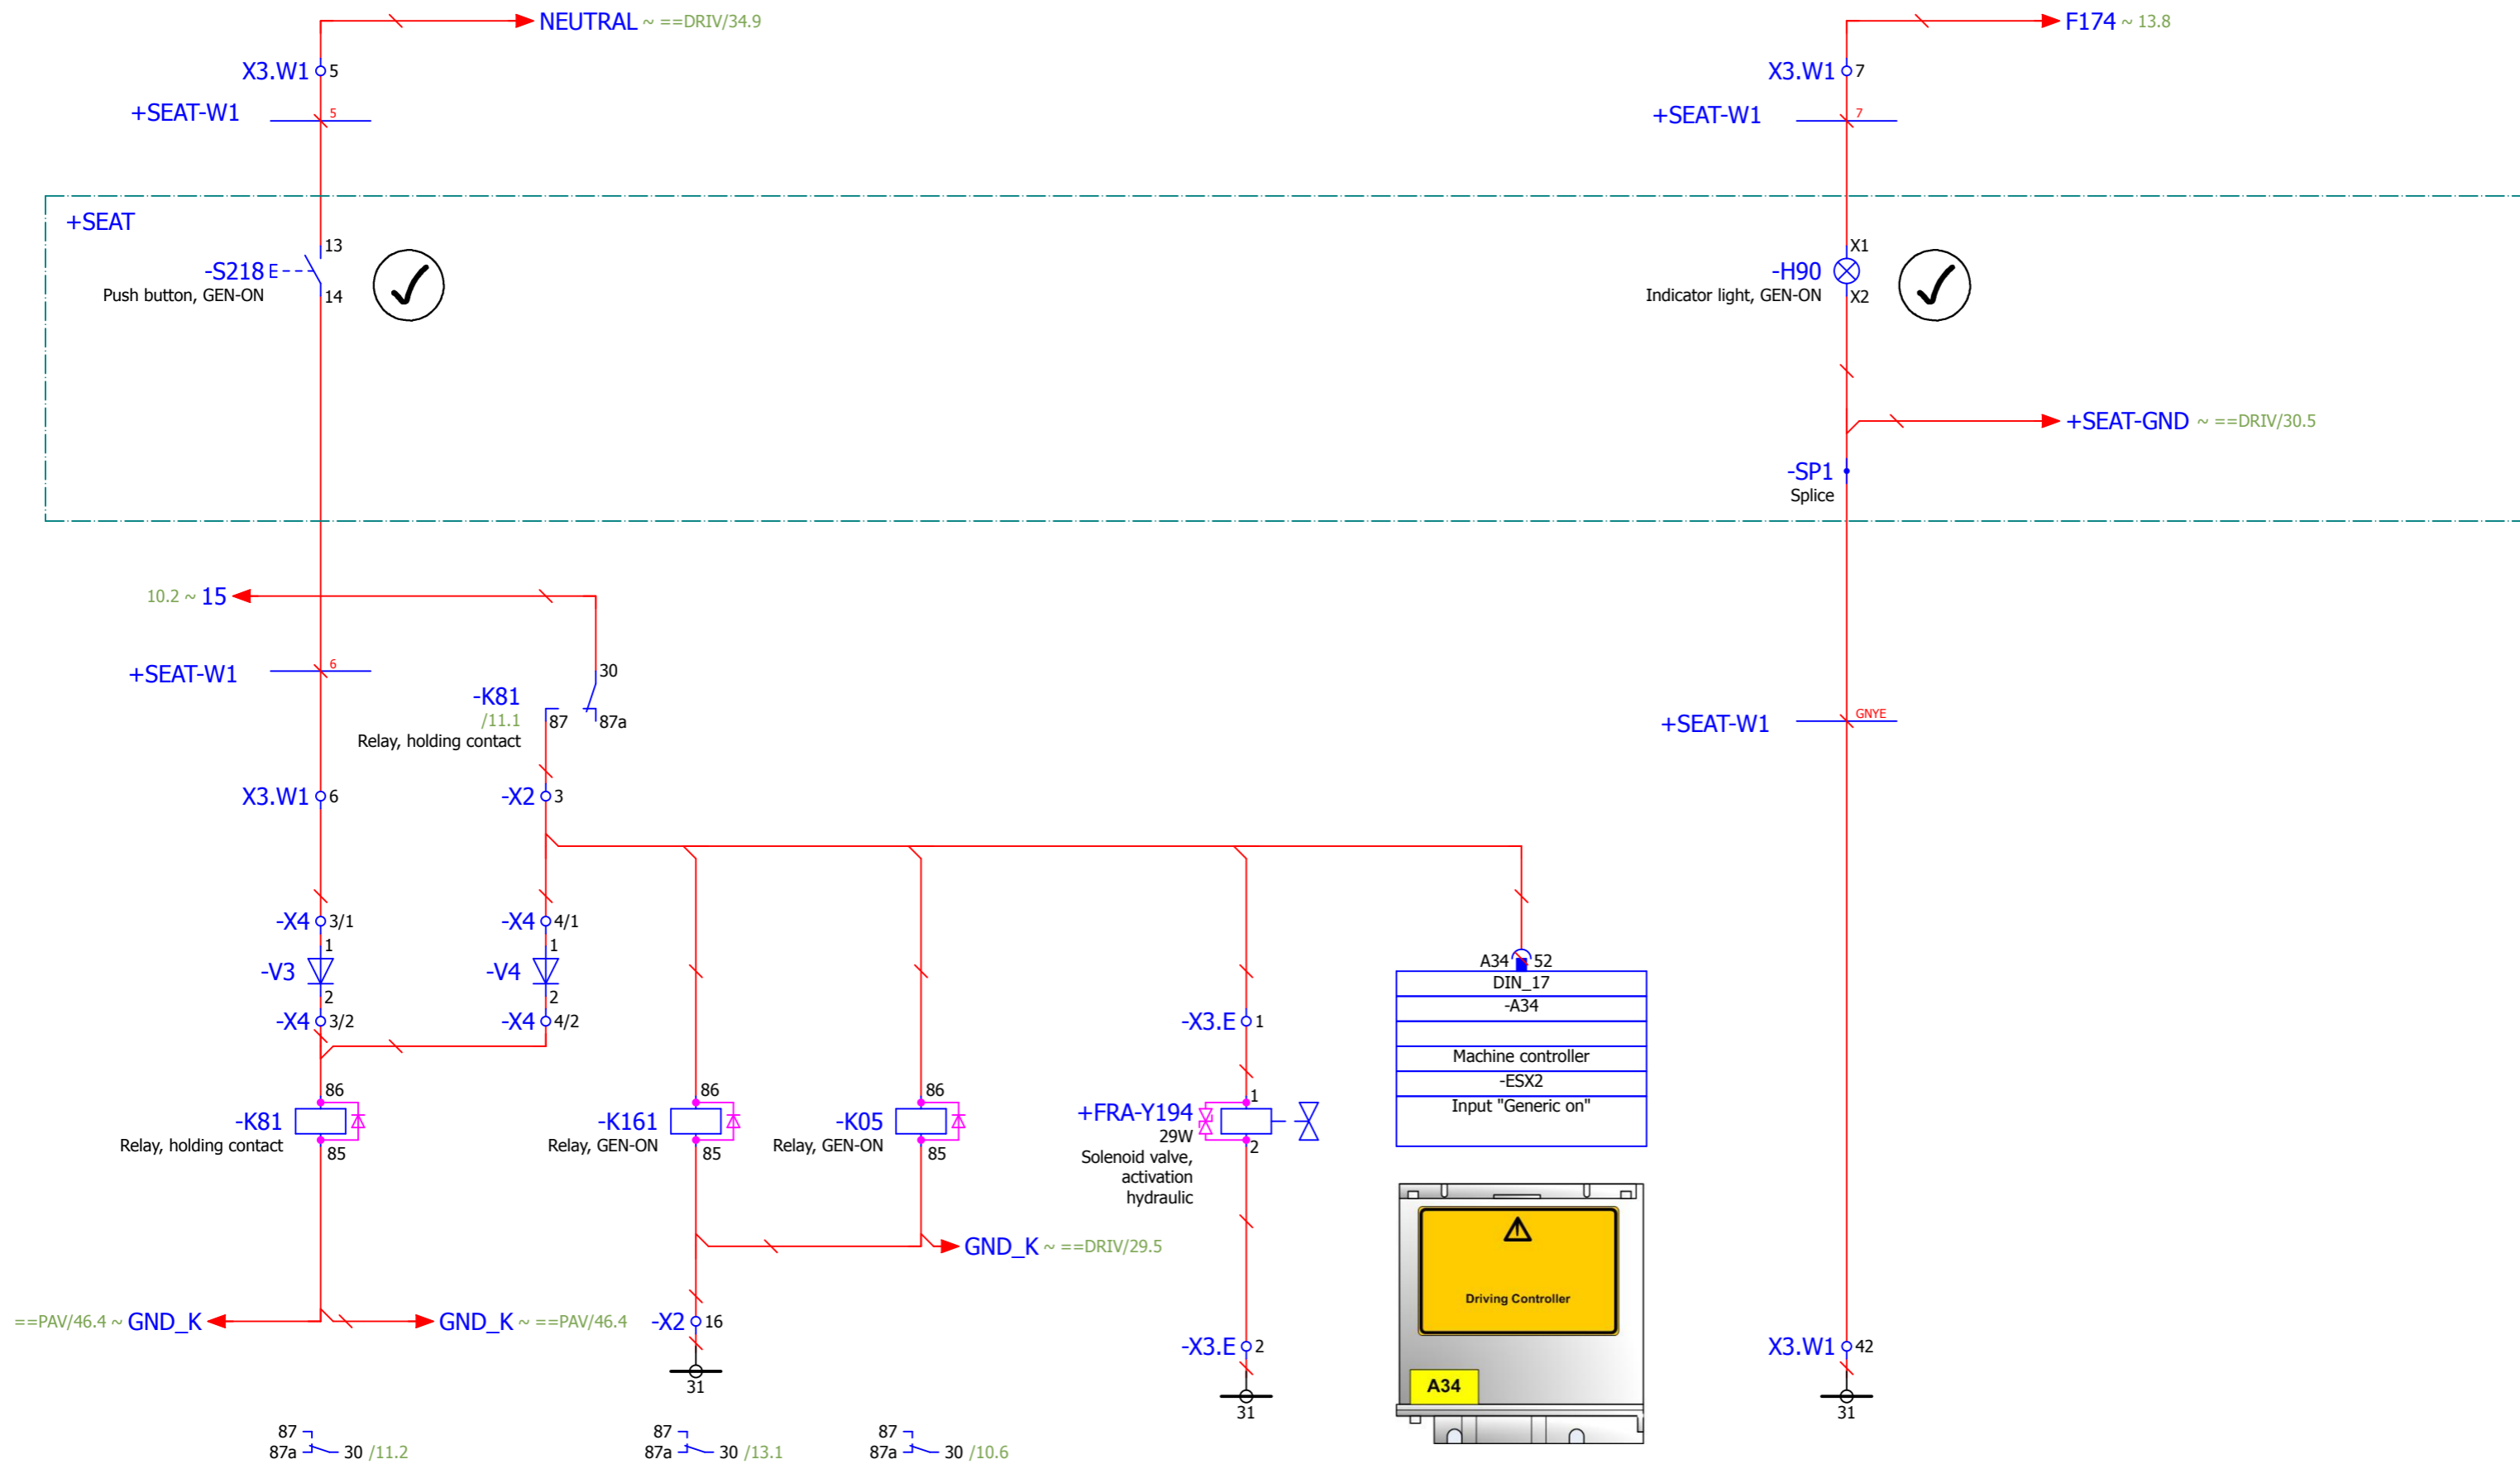 NEUTRAL ~ ==DRIV/34.9
F174 ~ 13.8
X3.W1 5
X3.W1 7
+SEAT-W1 5
+SEAT-W1 7
+SEAT
13
-S218
Push button, GEN-ON
14
X1
-H90
Indicator light, GEN-ON
X2
+SEAT-GND ~ ==DRIV/30.5
-SP1
Splice
10.2 ~ 15
+SEAT-W1 6
30
-K81
/11.1
87 87a
Relay, holding contact
+SEAT-W1 GNYE
X3.W1 6
-X2 3
-X4 3/1
-X4 4/1
1
1
-V3
-V4
2
2
-X4 3/2
-X4 4/2
-X3.E 1
A34 52
DIN_17
-A34
Machine controller
-ESX2
Input "Generic on"
86
-K81
Relay, holding contact
85
86
-K161
Relay, GEN-ON
85
86
-K05
Relay, GEN-ON
85
1
+FRA-Y194
29W
2
Solenoid valve,
activation
hydraulic
GND_K ~ ==DRIV/29.5
==PAV/46.4 ~ GND_K
GND_K ~ ==PAV/46.4
-X2 16
31
-X3.E 2
31
Driving Controller
A34
X3.W1 42
31
87
87a 30 /11.2
87
87a 30 /13.1
87
87a 30 /10.6